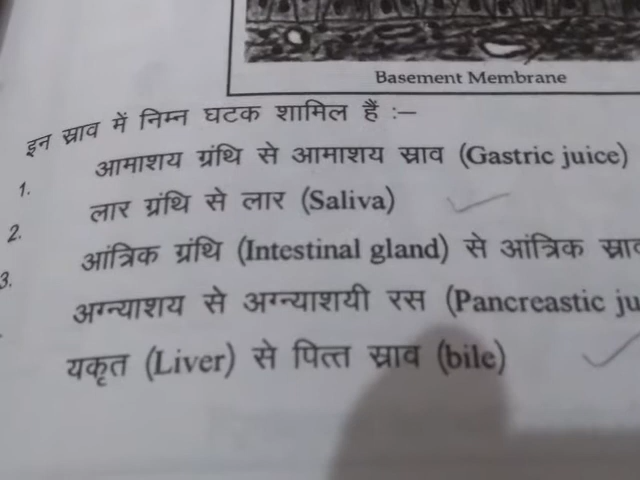 Basement Membrane
इन स्राव में निम्न घटक शामिल हैं :–
1. आमाशय ग्रंथि से आमाशय स्राव (Gastric juice)
2. लार ग्रंथि से लार (Saliva)
3. आंत्रिक ग्रंथि (Intestinal gland) से आंत्रिक
अग्न्याशय से अग्न्याशयी रस (Pancreastic
यकृत (Liver) से पित्त स्राव (bile)